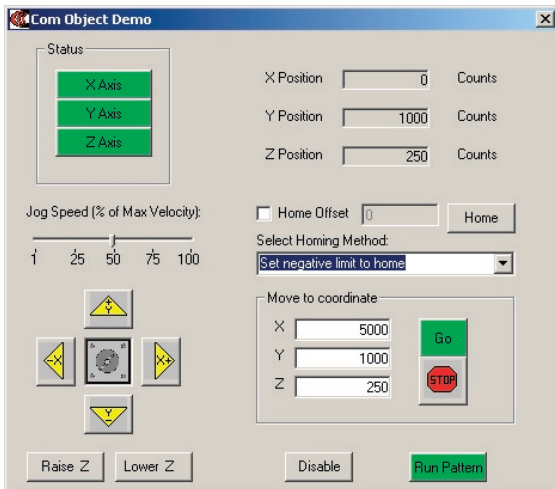 Com Object Demo
Status
X Axis
Y Axis
Z Axis
X Position 0 Counts
Y Position 1000 Counts
Z Position 250 Counts
Jog Speed (% of Max Velocity):
1 25 50 75 100
Home Offset 0 Home
Select Homing Method:
Set negative limit to home
+Y
-X X+
Y-
Move to coordinate
X 5000
Y 1000
Z 250
Go
STOP
Raise Z Lower Z Disable Run Pattern